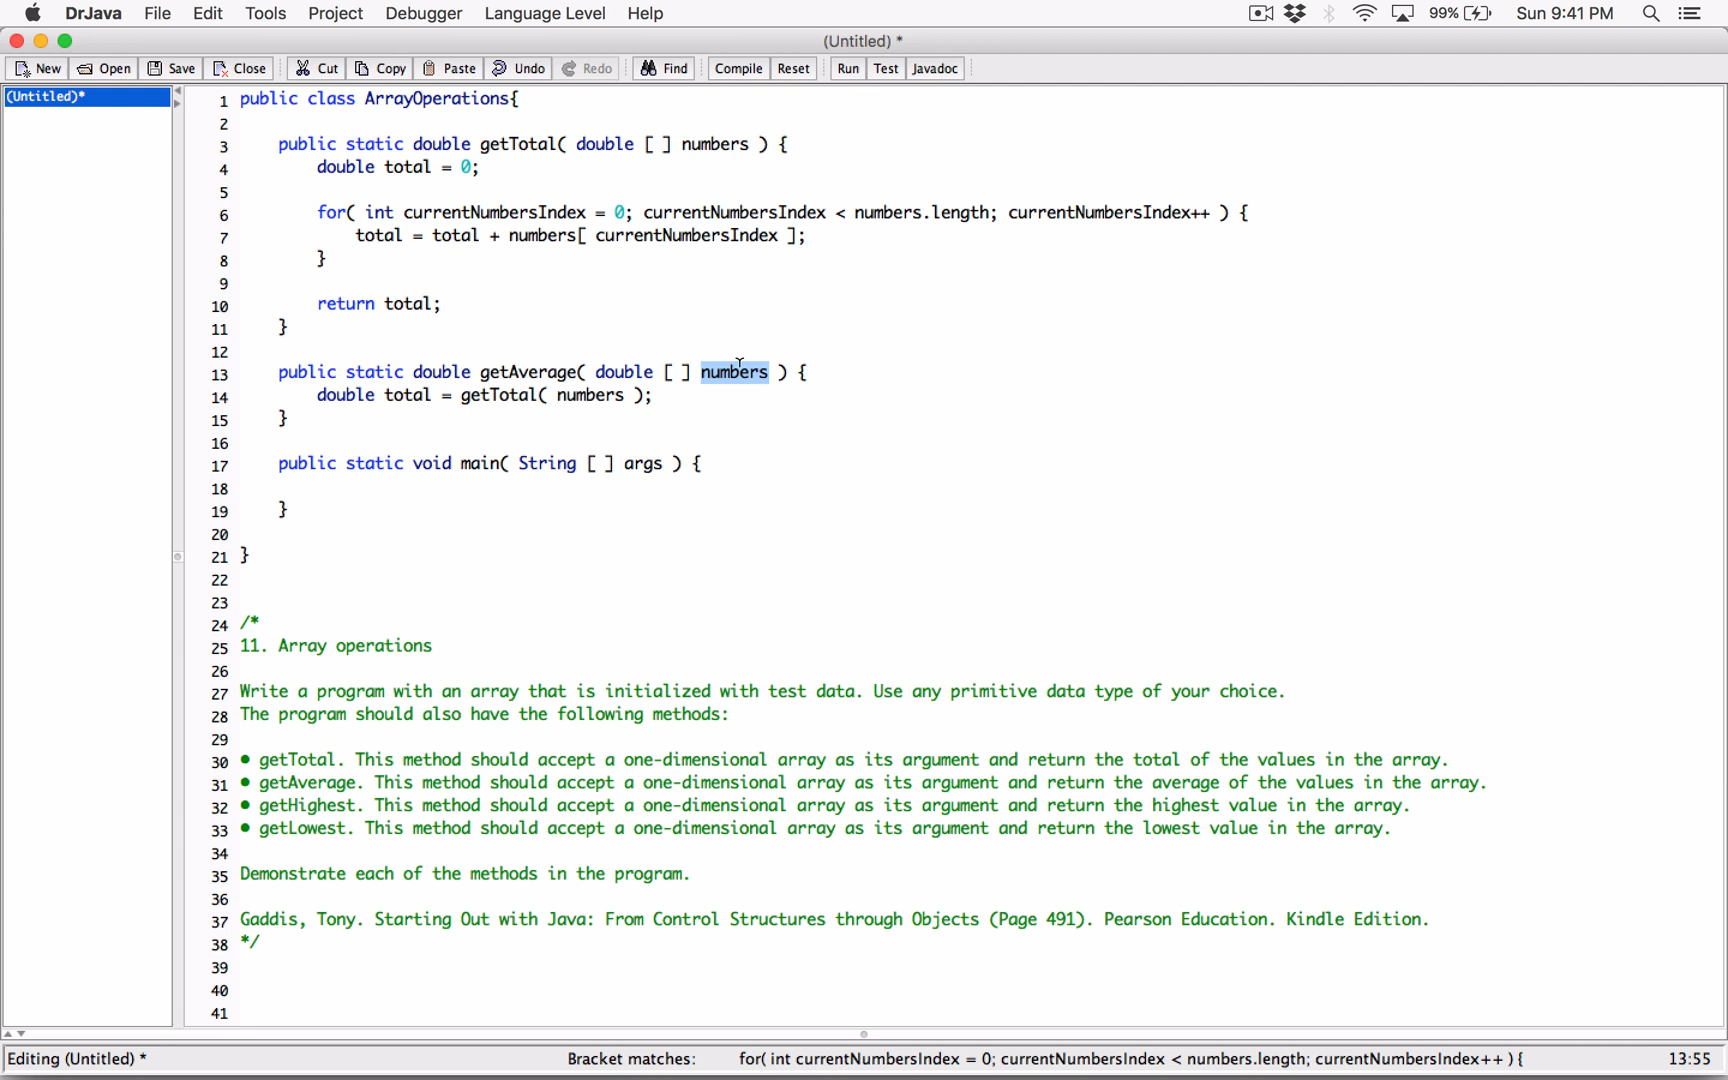 DrJava File Edit Tools Project Debugger Language Level Help 99% Sun 9:41 PM
(Untitled) *
New Open Save Close Cut Copy Paste Undo Redo Find Compile Reset Run Test Javadoc
(Untitled)*
1 public class ArrayOperations{
2
3 public static double getTotal( double [ ] numbers ) {
4 double total = 0;
5
6 for( int currentNumbersIndex = 0; currentNumbersIndex < numbers.length; currentNumbersIndex++ ) {
7 total = total + numbers[ currentNumbersIndex ];
8 }
9
10 return total;
11 }
12
13 public static double getAverage( double [ ] numbers ) {
14 double total = getTotal( numbers );
15 }
16
17 public static void main( String [ ] args ) {
18
19 }
20
21 }
22
23
24 /*
25 11. Array operations
26
27 Write a program with an array that is initialized with test data. Use any primitive data type of your choice.
28 The program should also have the following methods:
29
30 • getTotal. This method should accept a one-dimensional array as its argument and return the total of the values in the array.
31 • getAverage. This method should accept a one-dimensional array as its argument and return the average of the values in the array.
32 • getHighest. This method should accept a one-dimensional array as its argument and return the highest value in the array.
33 • getLowest. This method should accept a one-dimensional array as its argument and return the lowest value in the array.
34
35 Demonstrate each of the methods in the program.
36
37 Gaddis, Tony. Starting Out with Java: From Control Structures through Objects (Page 491). Pearson Education. Kindle Edition.
38 */
39
40
41
Editing (Untitled) * Bracket matches: for( int currentNumbersIndex = 0; currentNumbersIndex < numbers.length; currentNumbersIndex++ ) { 13:55